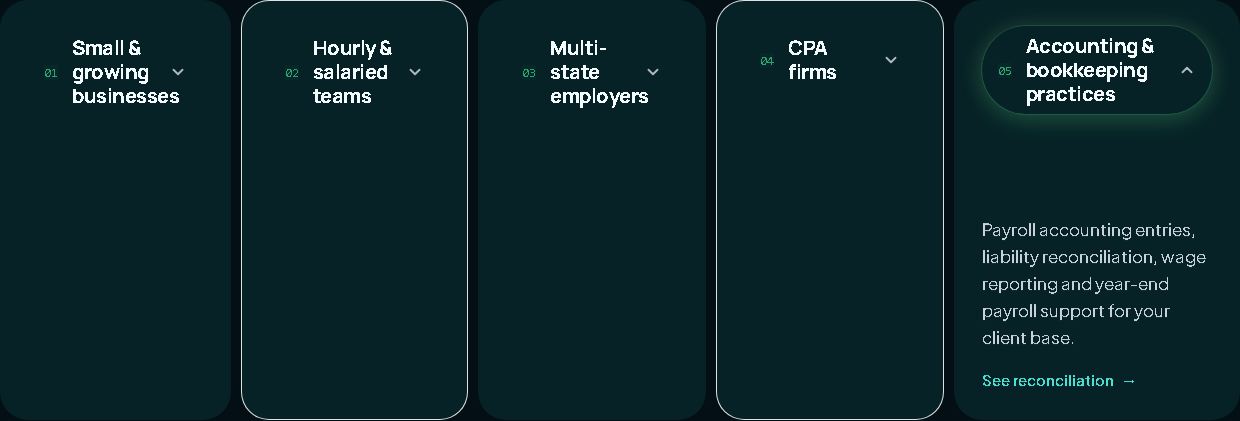 01
Small &
growing
businesses
02
Hourly &
salaried
teams
03
Multi-
state
employers
04
CPA
firms
05
Accounting &
bookkeeping
practices
Payroll accounting entries,
liability reconciliation, wage
reporting and year-end
payroll support for your
client base.
See reconciliation →